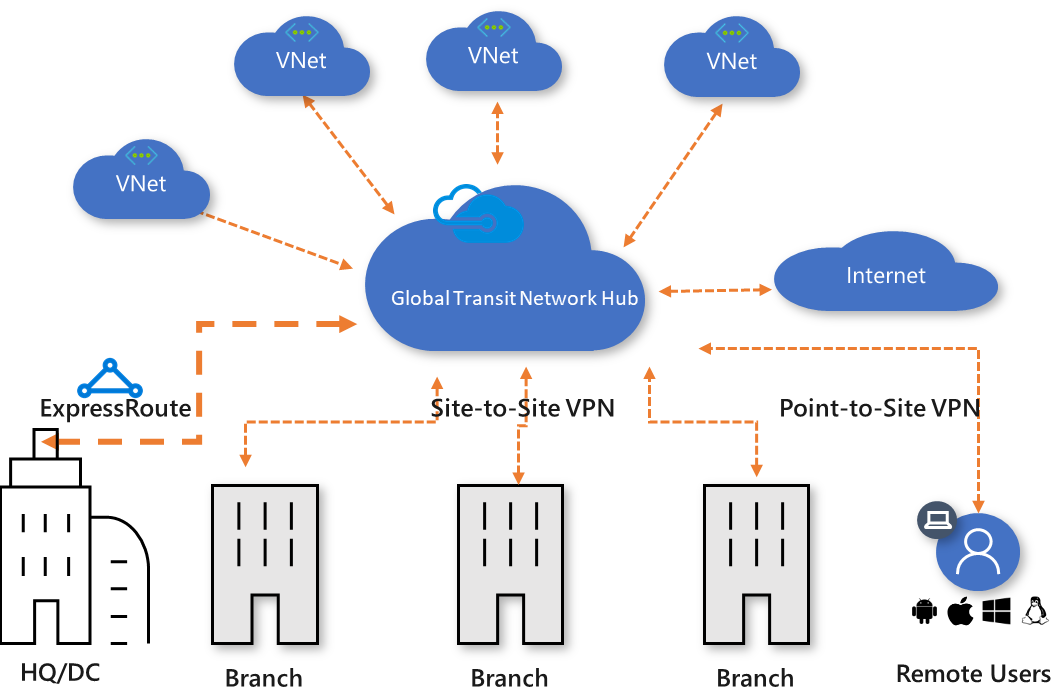 VNet
VNet
VNet
VNet
Internet
Global Transit Network Hub
ExpressRoute
Site-to-Site VPN
Point-to-Site VPN
HQ/DC
Branch
Branch
Branch
Remote Users